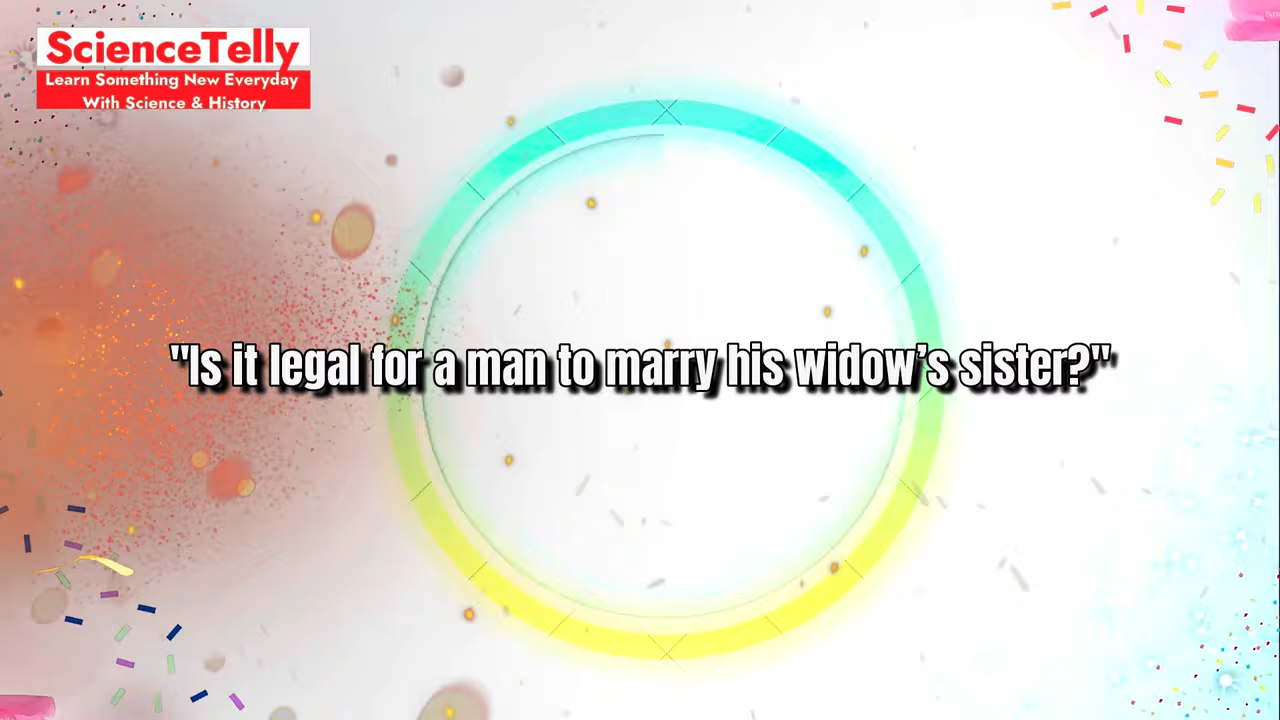 ScienceTelly
Learn Something New Everyday
With Science & History
"Is it legal for a man to marry his widow’s sister?"